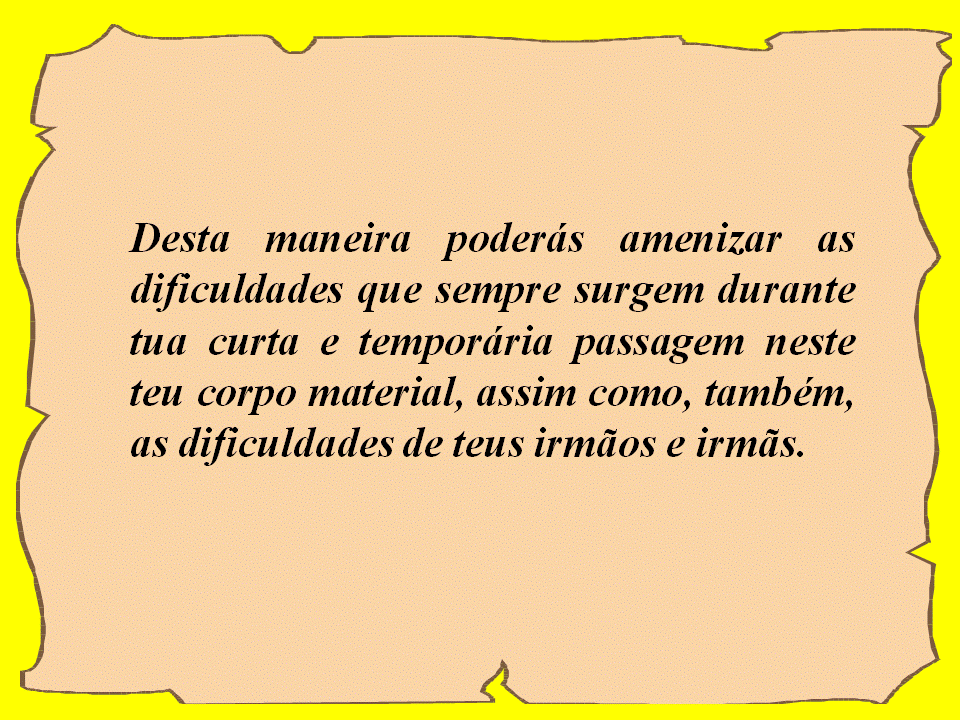 Desta maneira poderás amenizar as
dificuldades que sempre surgem durante
tua curta e temporária passagem neste
teu corpo material, assim como, também,
as dificuldades de teus irmãos e irmãs.